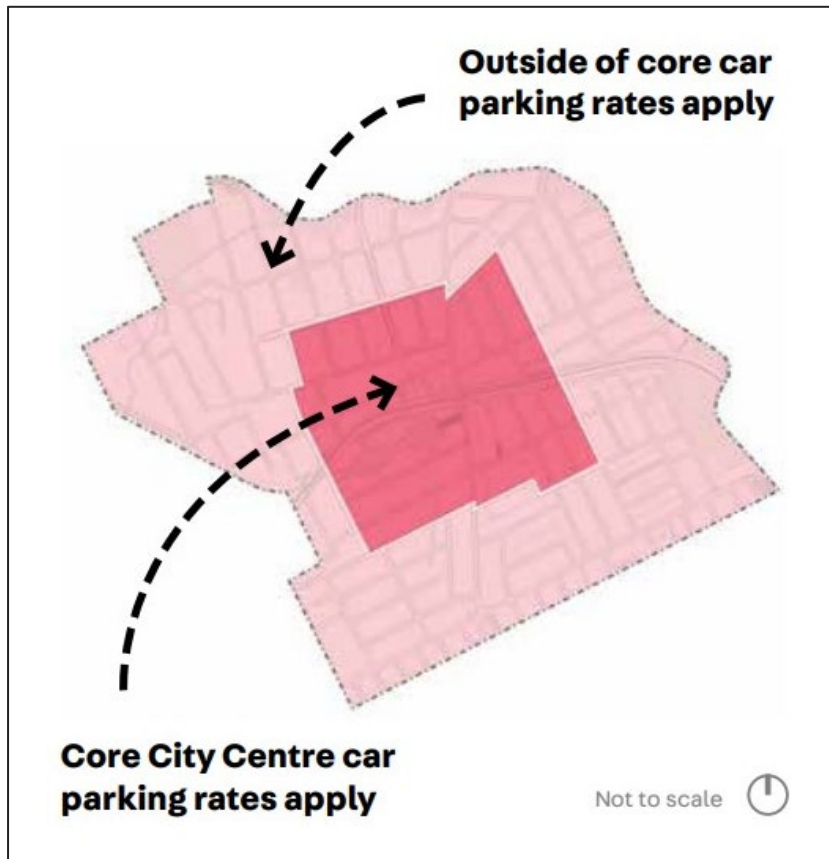 Outside of core car
parking rates apply
Core City Centre car
parking rates apply
Not to scale